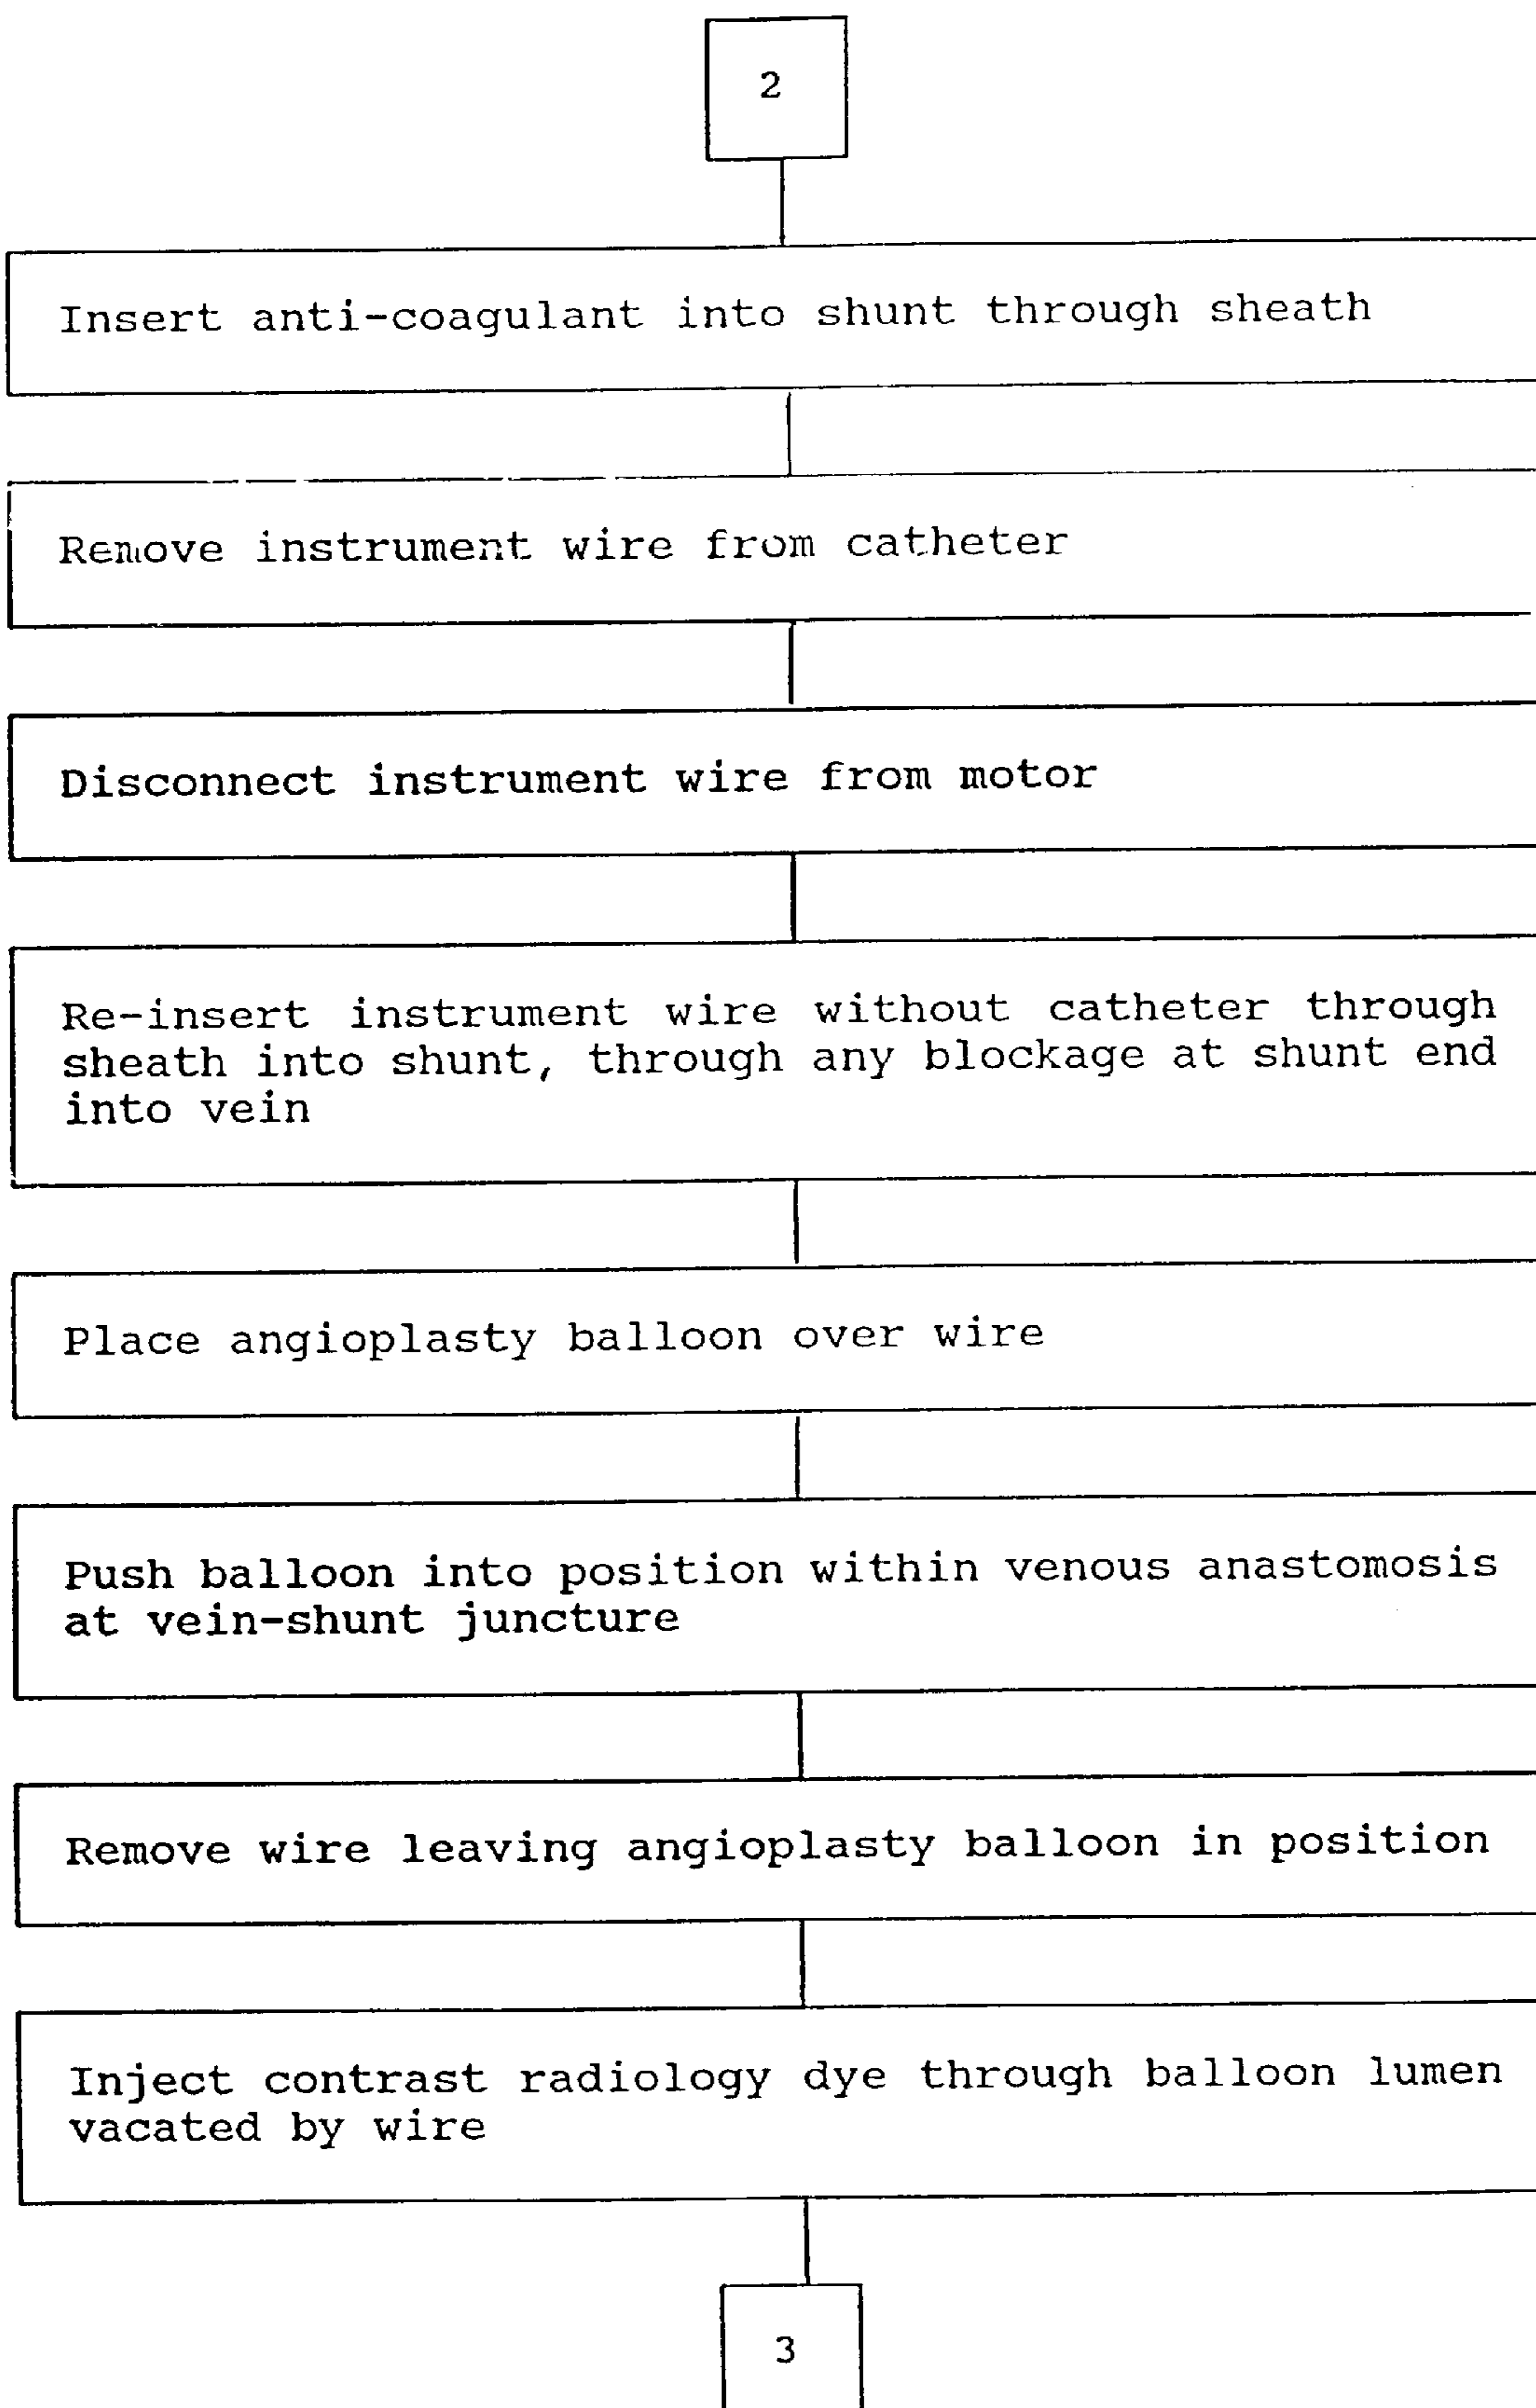 2
Insert anti-coagulant into shunt through sheath
Remove instrument wire from catheter
Disconnect instrument wire from motor
Re-insert instrument wire without catheter through
sheath into shunt, through any blockage at shunt end
into vein
Place angioplasty balloon over wire
Push balloon into position within venous anastomosis
at vein-shunt juncture
Remove wire leaving angioplasty balloon in position
Inject contrast radiology dye through balloon lumen
vacated by wire
3